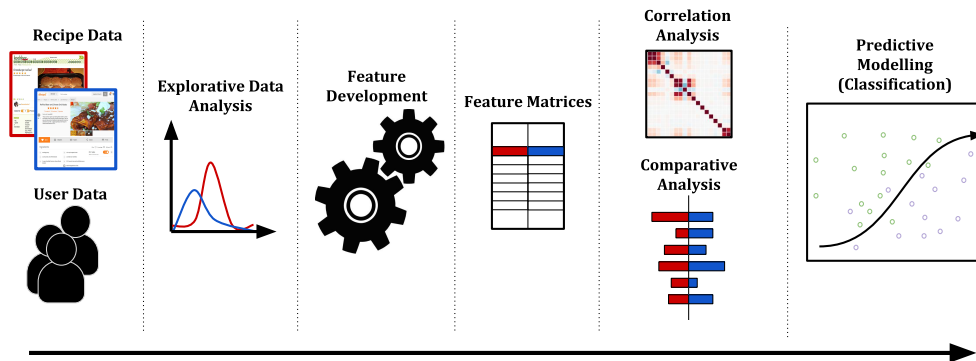 Recipe Data
User Data
Explorative Data
Analysis
Feature
Development
Feature Matrices
Correlation
Analysis
Comparative
Analysis
Predictive
Modelling
(Classification)